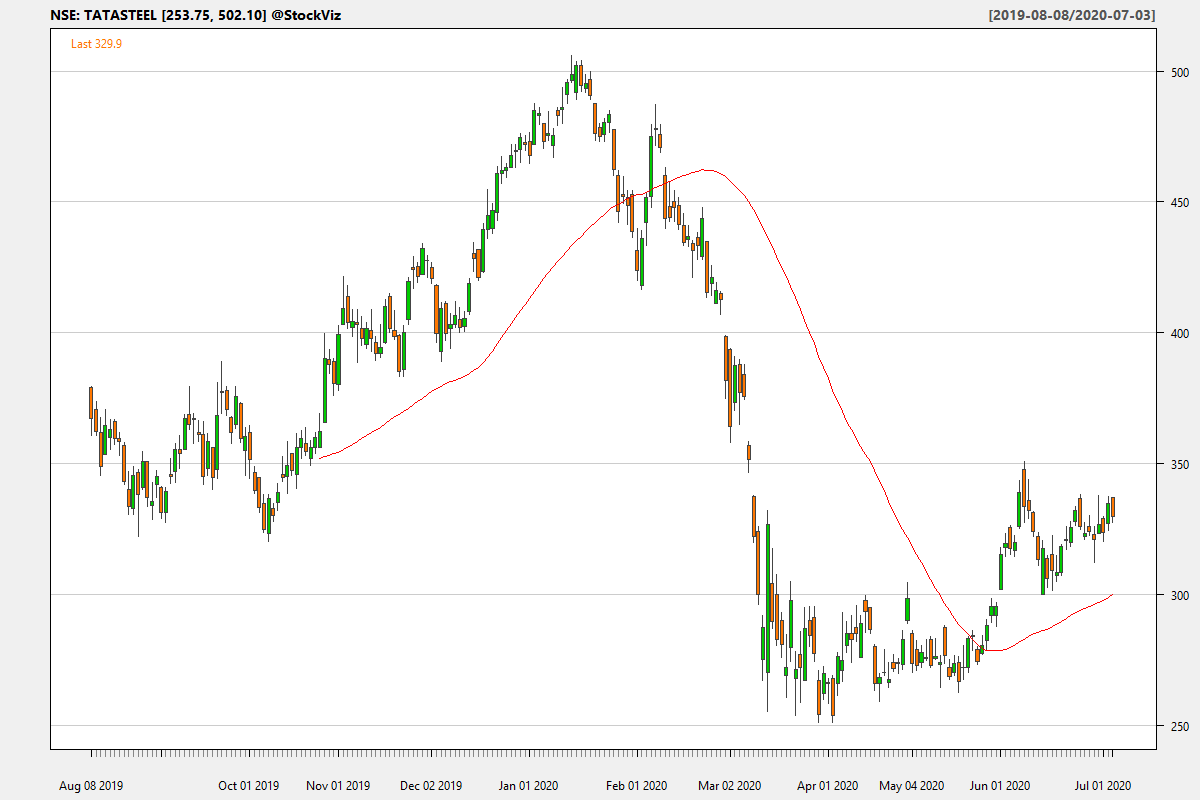 NSE: TATASTEEL [253.75, 502.10] @StockViz
[2019-08-08/2020-07-03]
Last 329.9
500
450
400
350
300
250
Aug 08 2019
Oct 01 2019
Nov 01 2019
Dec 02 2019
Jan 01 2020
Feb 01 2020
Mar 02 2020
Apr 01 2020
May 04 2020
Jun 01 2020
Jul 01 2020